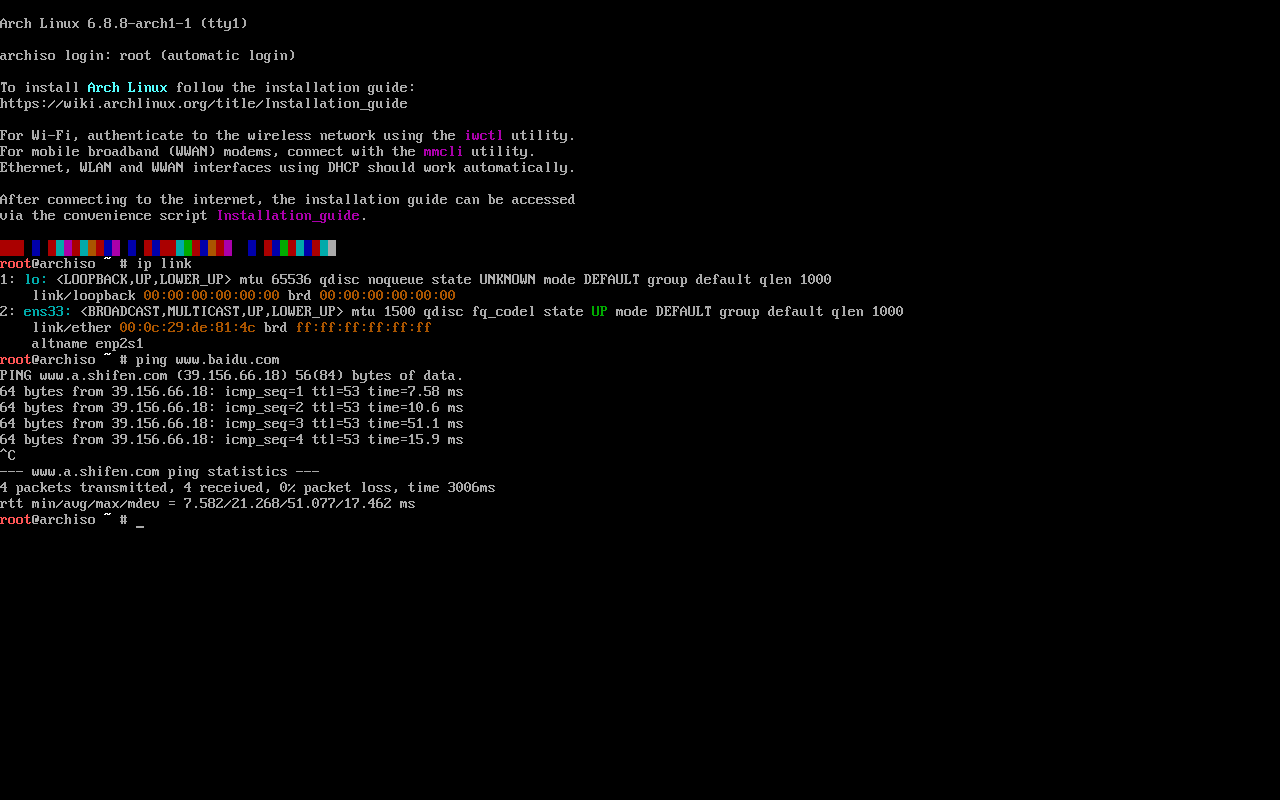 Arch Linux 6.8.8-arch1-1 (tty1)
archiso login: root (automatic login)
To install Arch Linux follow the installation guide:
https://wiki.archlinux.org/title/Installation_guide
For Wi-Fi, authenticate to the wireless network using the iwctl utility.
For mobile broadband (WWAN) modems, connect with the mmcli utility.
Ethernet, WLAN and WWAN interfaces using DHCP should work automatically.
After connecting to the internet, the installation guide can be accessed
via the convenience script Installation_guide.
root@archiso ~ # ip link
1: lo: <LOOPBACK,UP,LOWER_UP> mtu 65536 qdisc noqueue state UNKNOWN mode DEFAULT group default qlen 1000
    link/loopback 00:00:00:00:00:00 brd 00:00:00:00:00:00
2: ens33: <BROADCAST,MULTICAST,UP,LOWER_UP> mtu 1500 qdisc fq_codel state UP mode DEFAULT group default qlen 1000
    link/ether 00:0c:29:de:81:4c brd ff:ff:ff:ff:ff:ff
    altname enp2s1
root@archiso ~ # ping www.baidu.com
PING www.a.shifen.com (39.156.66.18) 56(84) bytes of data.
64 bytes from 39.156.66.18: icmp_seq=1 ttl=53 time=7.58 ms
64 bytes from 39.156.66.18: icmp_seq=2 ttl=53 time=10.6 ms
64 bytes from 39.156.66.18: icmp_seq=3 ttl=53 time=51.1 ms
64 bytes from 39.156.66.18: icmp_seq=4 ttl=53 time=15.9 ms
^C
--- www.a.shifen.com ping statistics ---
4 packets transmitted, 4 received, 0% packet loss, time 3006ms
rtt min/avg/max/mdev = 7.582/21.268/51.077/17.462 ms
root@archiso ~ # _